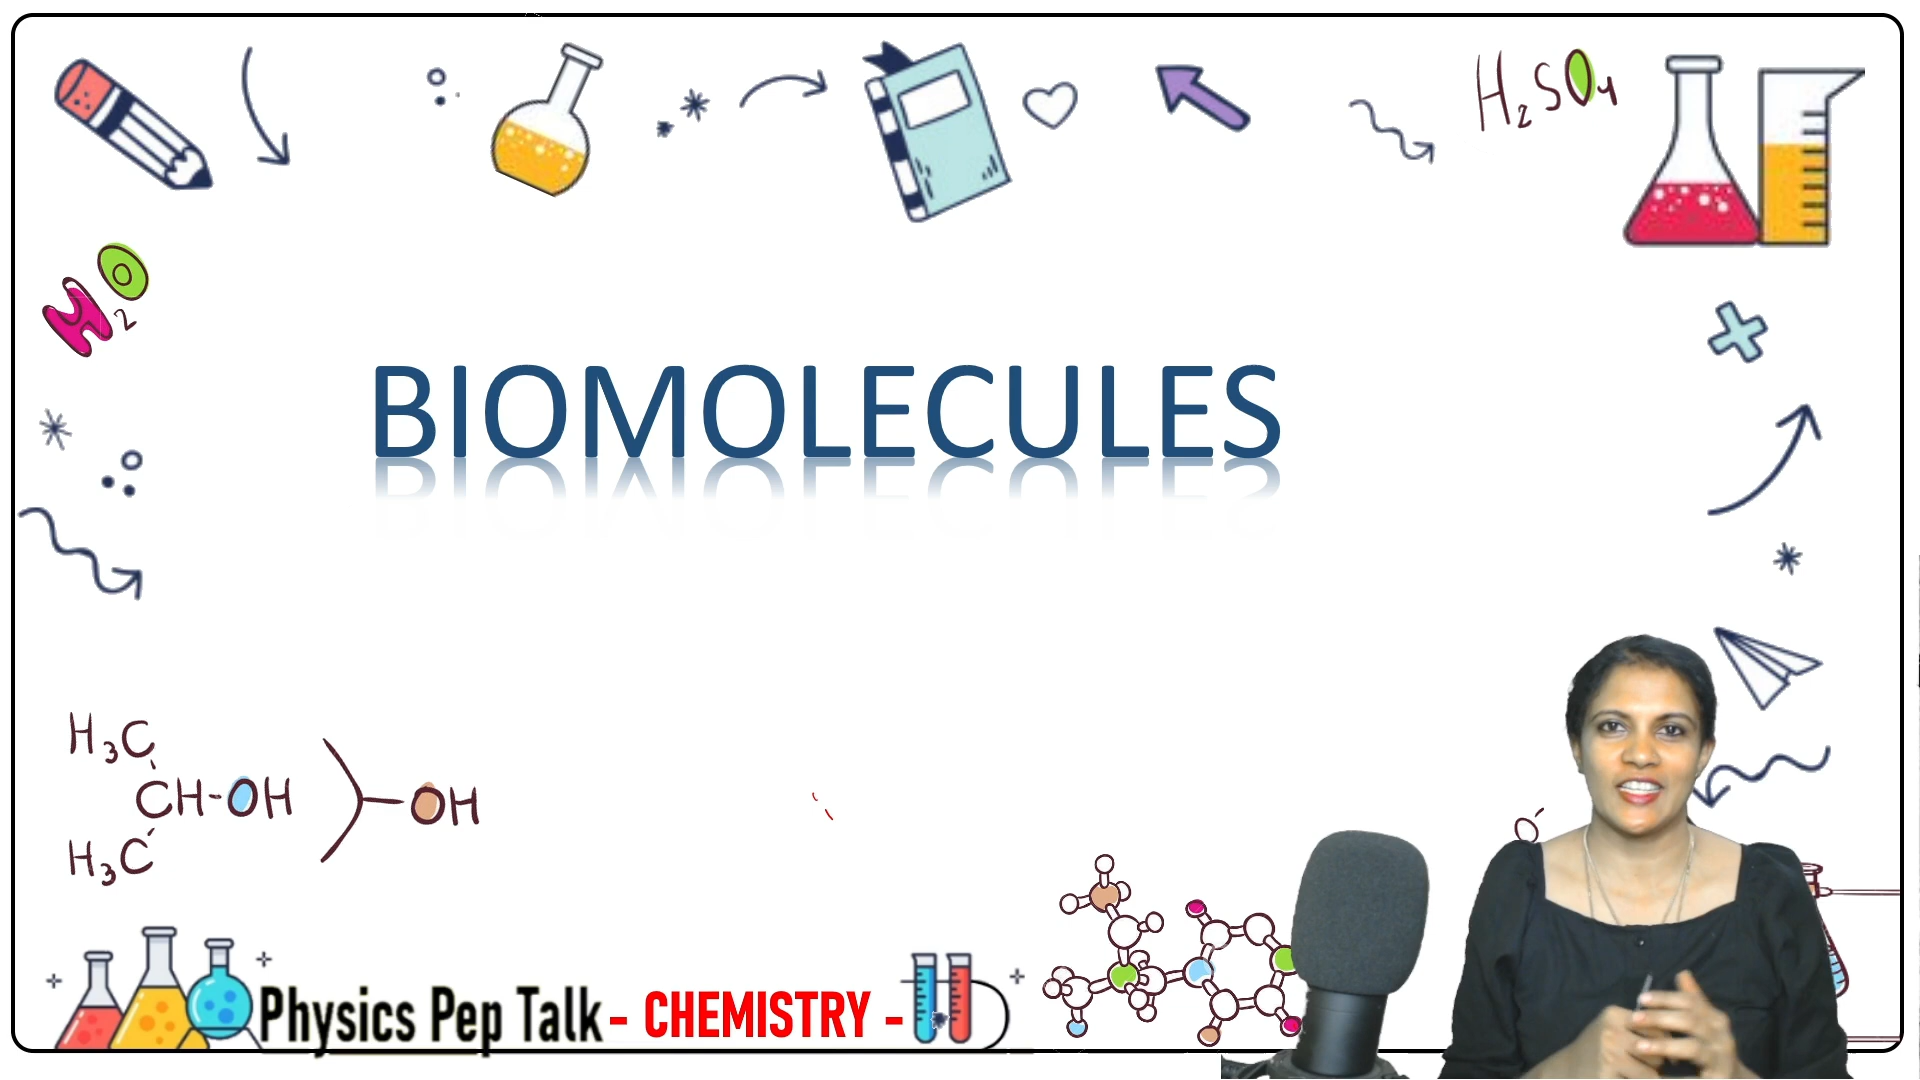 H₂SO₄
H₂O
BIOMOLECULES
H₃C
CH-OH
H₃C
OH
O
Physics Pep Talk - CHEMISTRY -